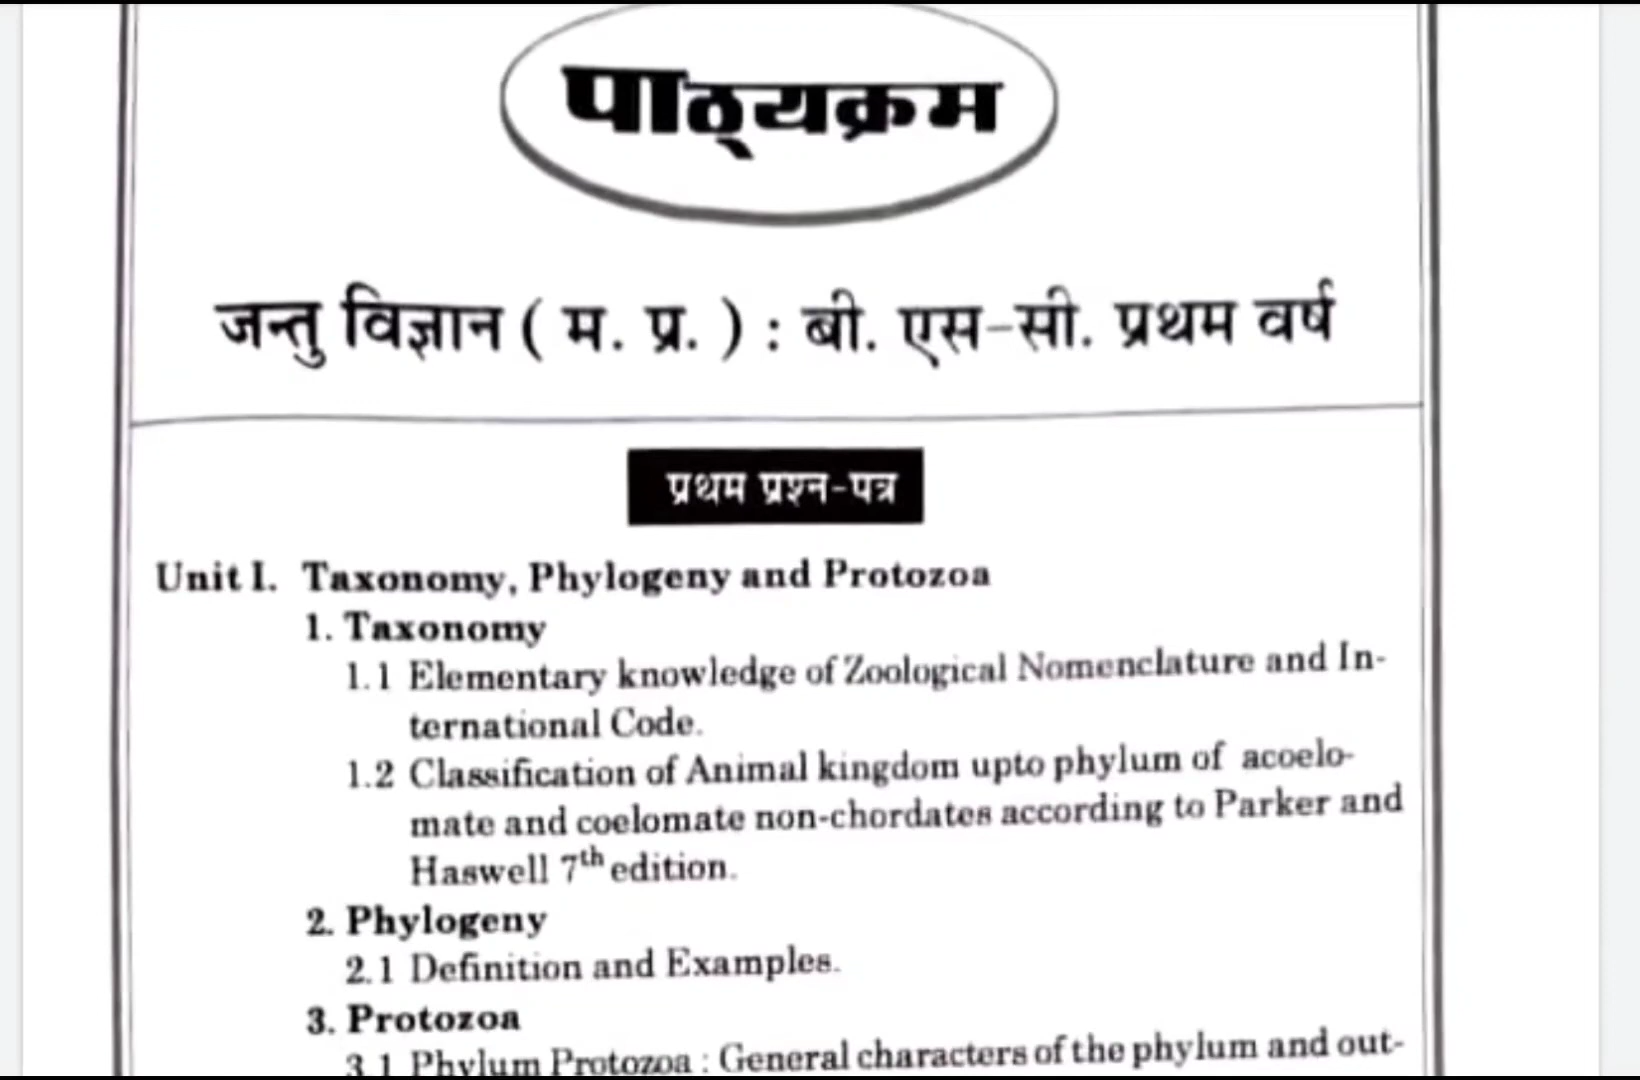 पाठ्यक्रम
जन्तु विज्ञान ( म. प्र. ) : बी. एस-सी. प्रथम वर्ष
प्रथम प्रश्न-पत्र
Unit I. Taxonomy, Phylogeny and Protozoa
1. Taxonomy
1.1 Elementary knowledge of Zoological Nomenclature and In-
ternational Code.
1.2 Classification of Animal kingdom upto phylum of acoelo-
mate and coelomate non-chordates according to Parker and
Haswell 7th edition.
2. Phylogeny
2.1 Definition and Examples.
3. Protozoa
3.1 Phylum Protozoa : General characters of the phylum and out-